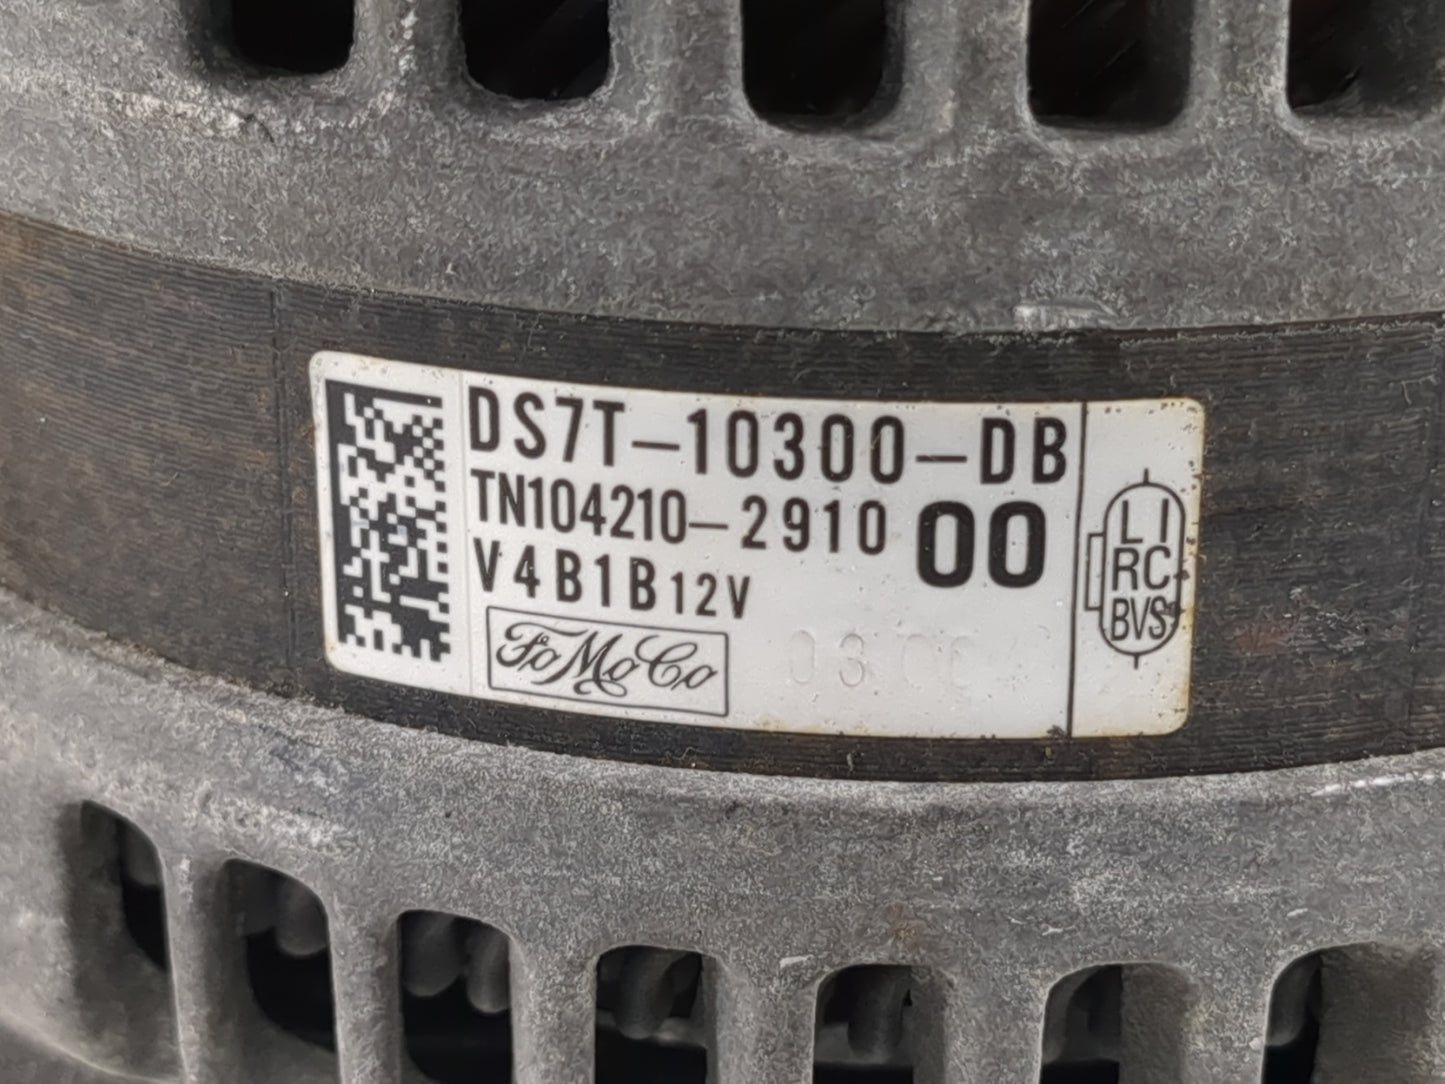 DS7T-10300-DB
TN104210-2910 00
V4B1B12V
FoMoCo
LI
RC
BVS